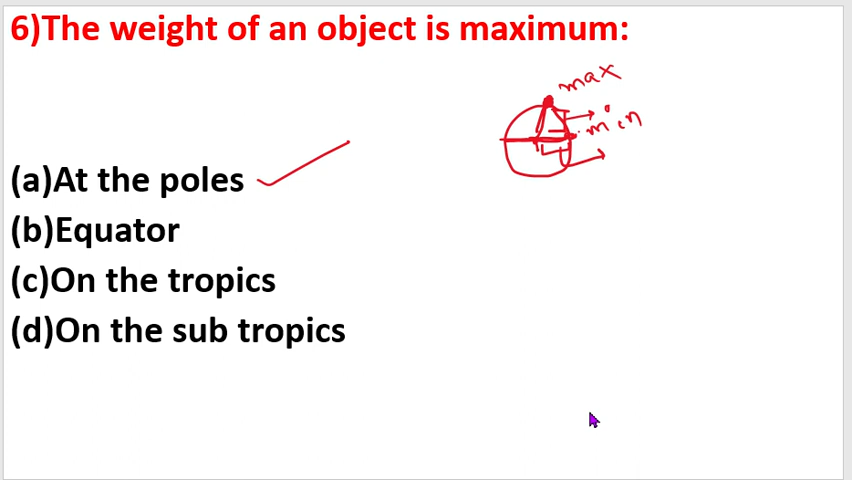 6)The weight of an object is maximum:
max
min
(a)At the poles
(b)Equator
(c)On the tropics
(d)On the sub tropics